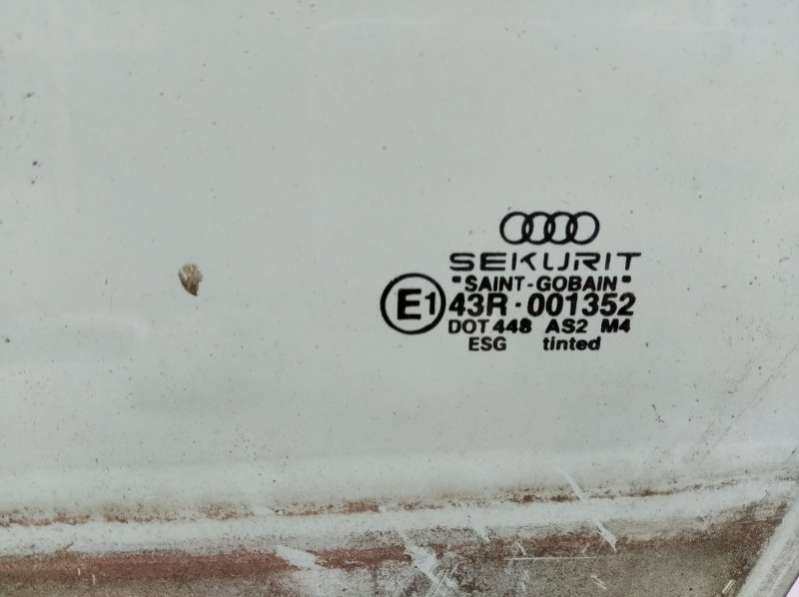 SEKURIT
"SAINT-GOBAIN"
E1 43R·001352
DOT 448 AS2 M4
ESG tinted